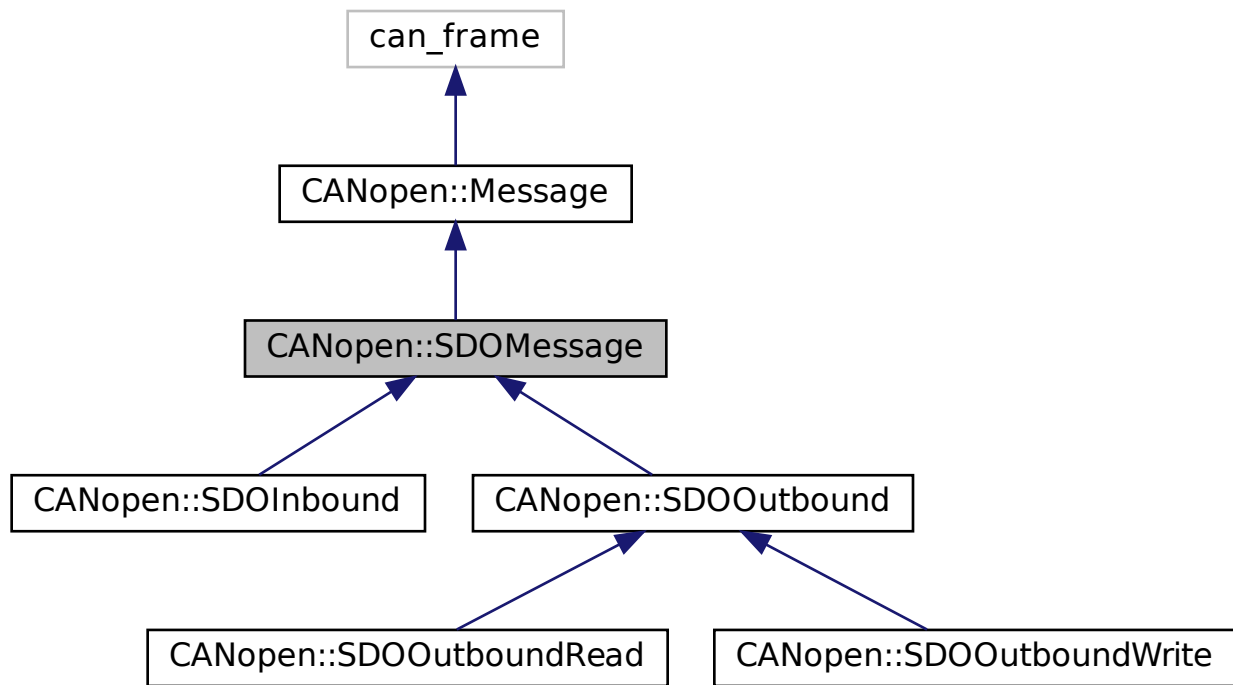 can_frame
CANopen::Message
CANopen::SDOMessage
CANopen::SDOInbound
CANopen::SDOOutbound
CANopen::SDOOutboundRead
CANopen::SDOOutboundWrite